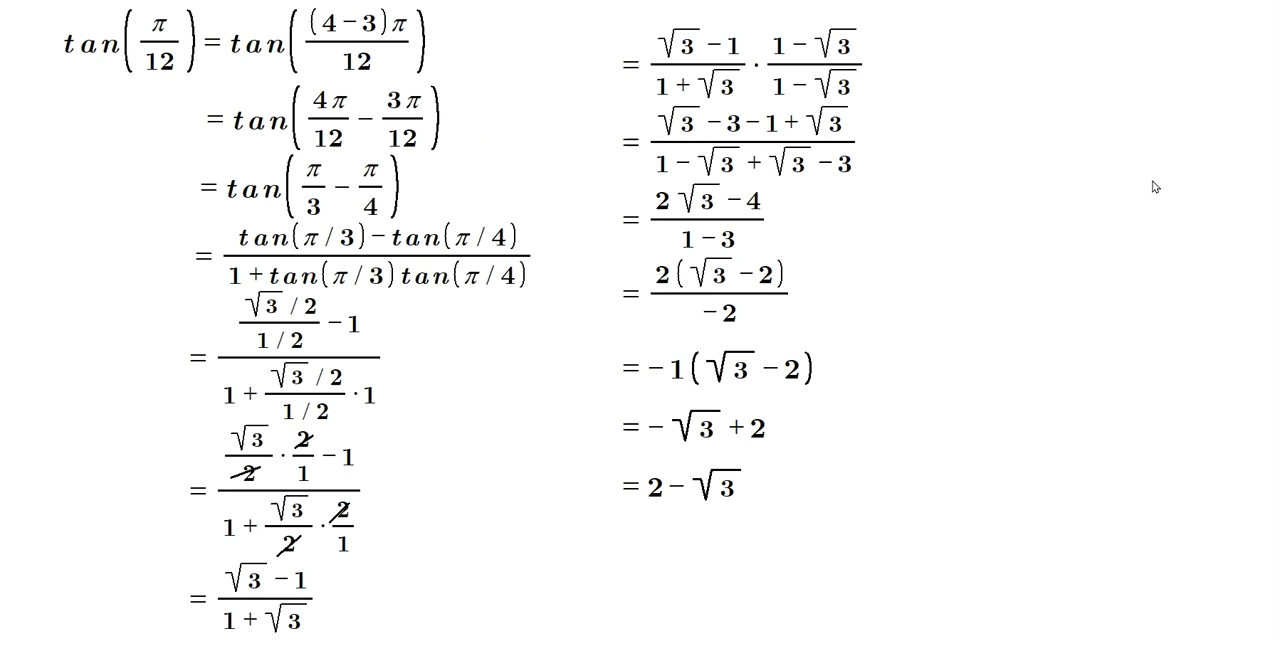 tan(π/12) = tan((4-3)π/12)
= tan(4π/12 - 3π/12)
= tan(π/3 - π/4)
= (tan(π/3)-tan(π/4))/(1+tan(π/3)tan(π/4))
= ((√3/2)/(1/2) - 1)/(1+(√3/2)/(1/2)·1)
= (√3/2·2/1 - 1)/(1+√3/2·2/1)
= (√3-1)/(1+√3)
= (√3-1)/(1+√3)·(1-√3)/(1-√3)
= (√3-3-1+√3)/(1-√3+√3-3)
= (2√3-4)/(1-3)
= 2(√3-2)/-2
= -1(√3-2)
= -√3+2
= 2-√3